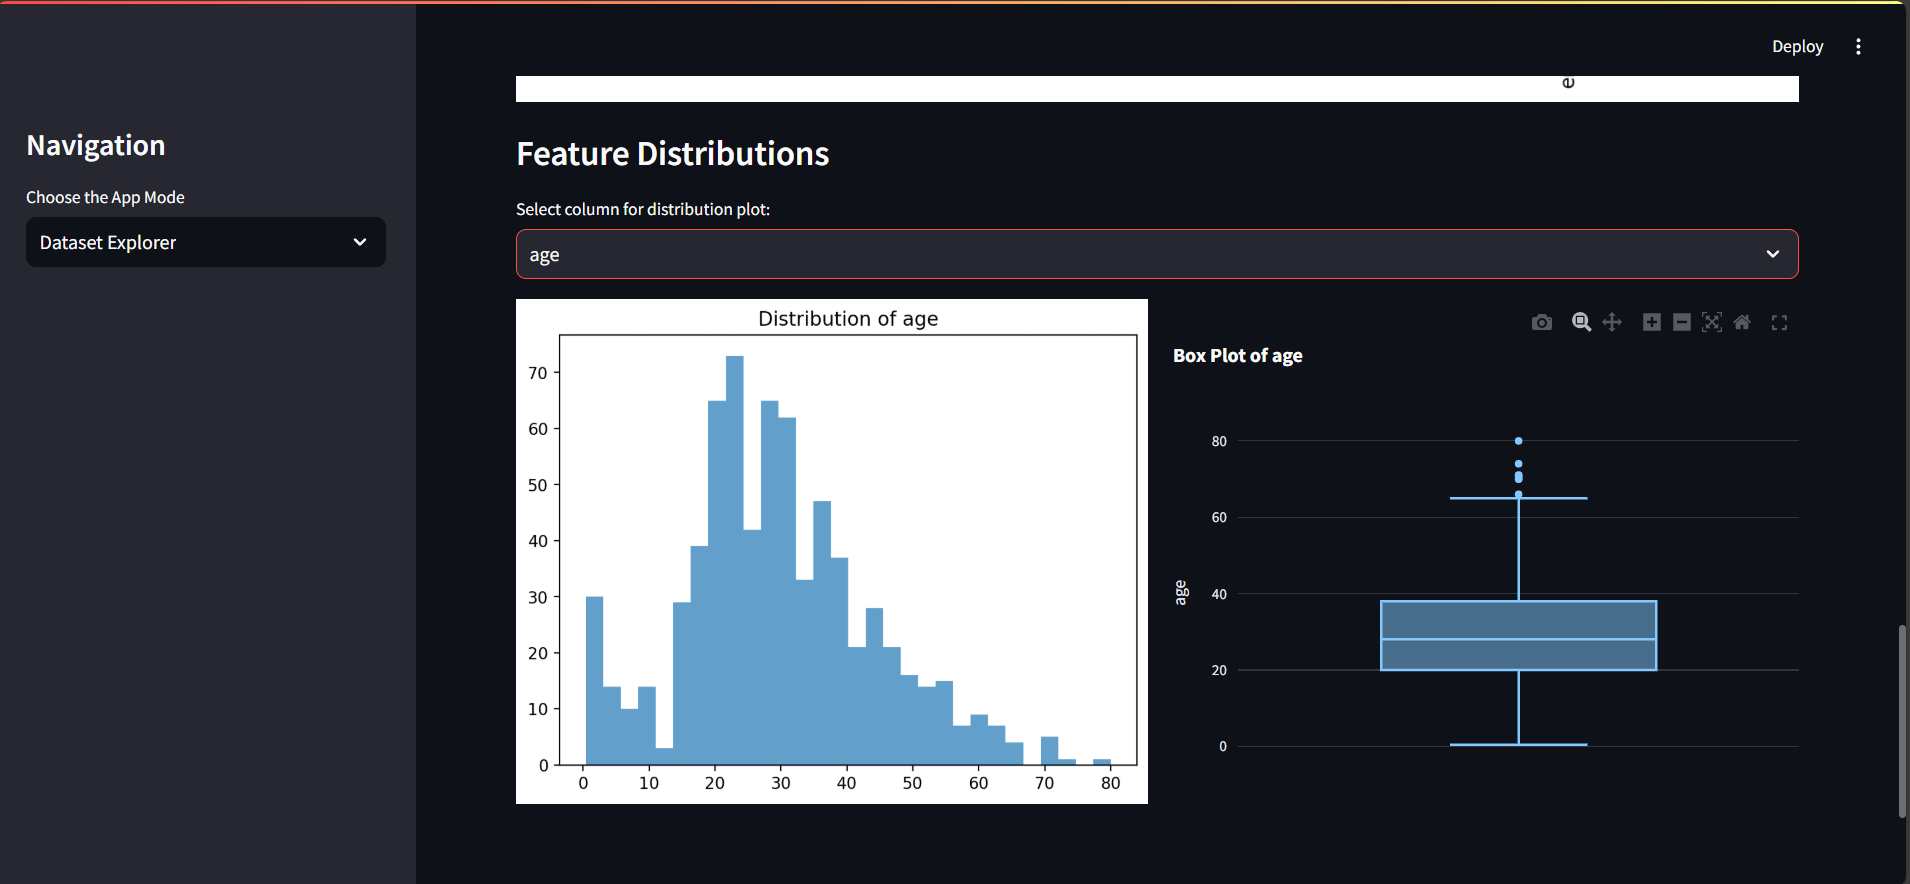 Deploy
e
Navigation
Choose the App Mode
Dataset Explorer
Feature Distributions
Select column for distribution plot:
age
Distribution of age
70
60
50
40
30
20
10
0
0 10 20 30 40 50 60 70 80
Box Plot of age
80
60
40
20
0
age